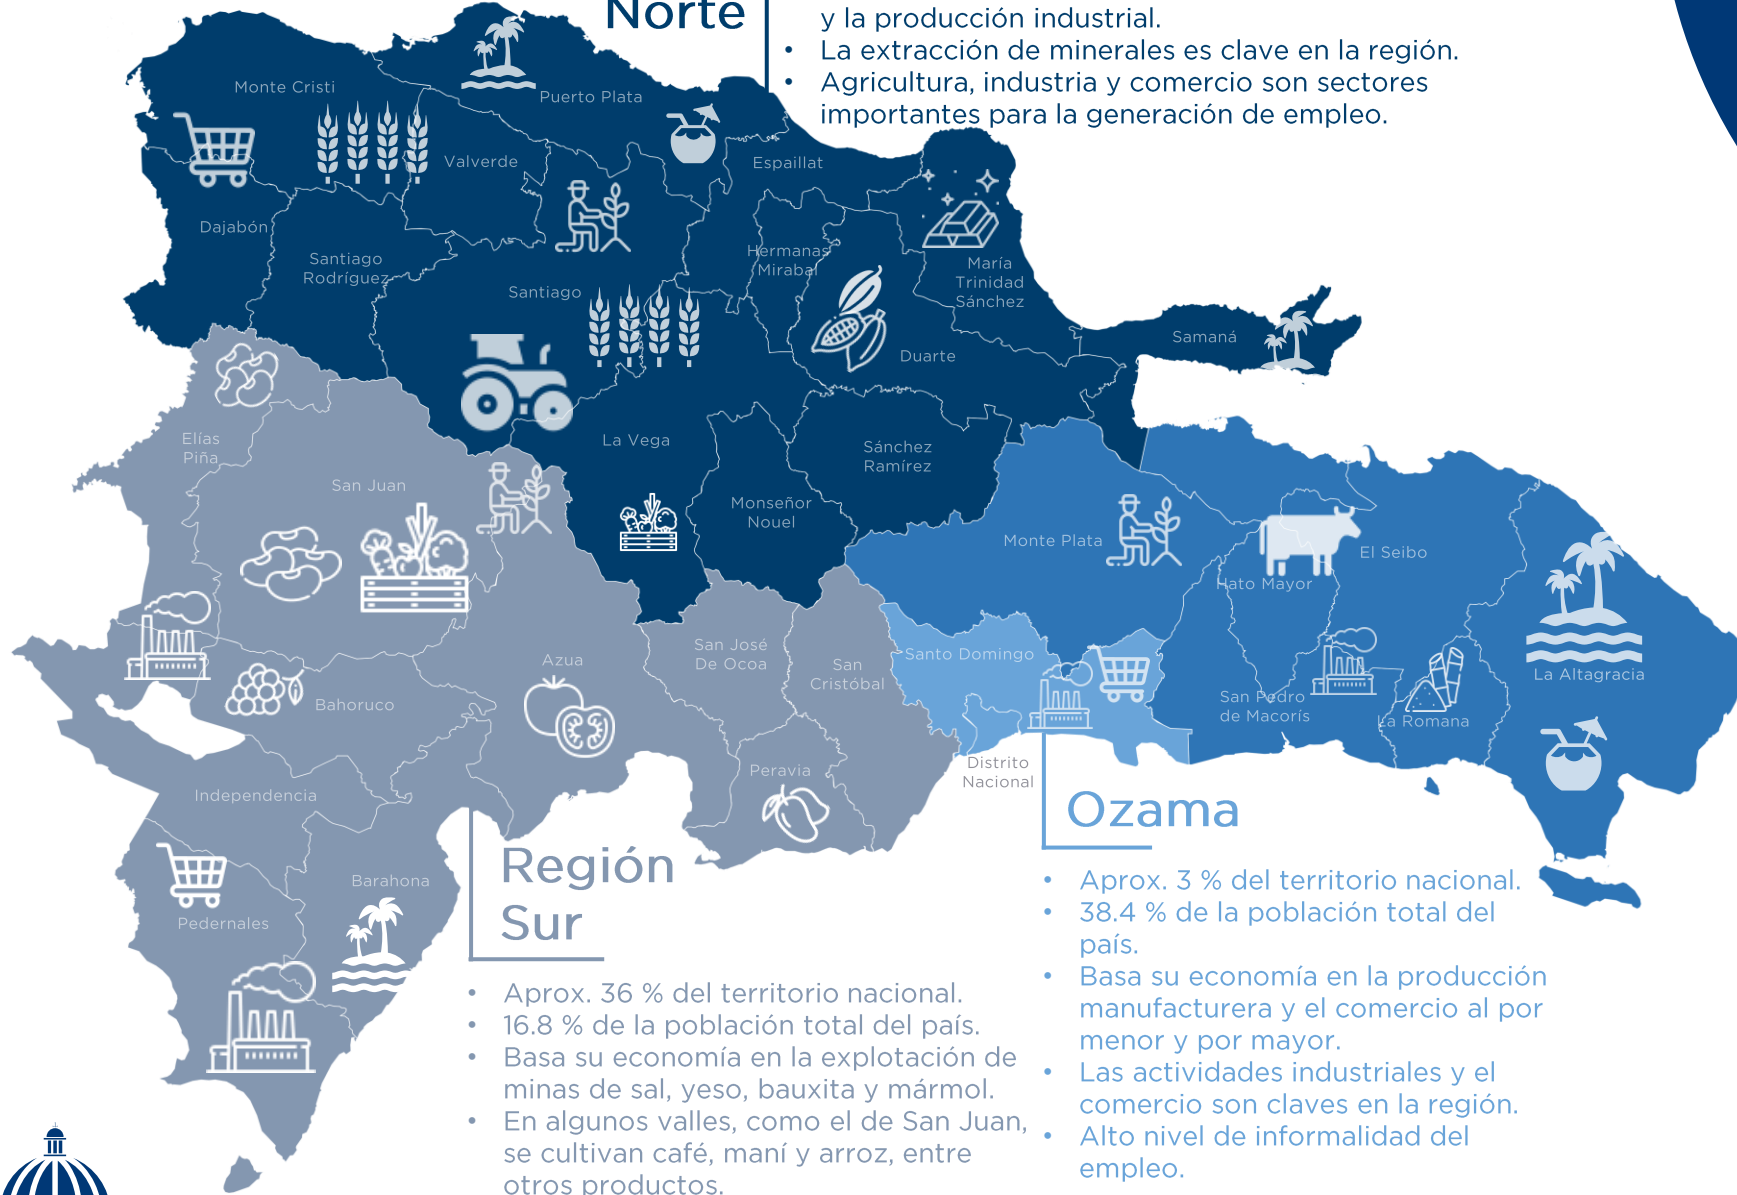 Norte
y la producción industrial.
• La extracción de minerales es clave en la región.
• Agricultura, industria y comercio son sectores
importantes para la generación de empleo.
Monte Cristi
Puerto Plata
Valverde
Espaillat
Dajabón
Santiago
Rodríguez
Santiago
Hermanas
Mirabal
María
Trinidad
Sánchez
Samaná
Duarte
La Vega
Sánchez
Ramírez
Monseñor
Nouel
Elías
Piña
San Juan
Monte Plata
El Seibo
Hato Mayor
Azua
San José
De Ocoa
San
Cristóbal
Santo Domingo
La Altagracia
Bahoruco
San Pedro
de Macorís
La Romana
Peravia
Distrito
Nacional
Independencia
Barahona
Pedernales
Región
Sur
• Aprox. 36 % del territorio nacional.
• 16.8 % de la población total del país.
• Basa su economía en la explotación de
minas de sal, yeso, bauxita y mármol.
• En algunos valles, como el de San Juan,
se cultivan café, maní y arroz, entre
otros productos.
Ozama
• Aprox. 3 % del territorio nacional.
• 38.4 % de la población total del
país.
• Basa su economía en la producción
manufacturera y el comercio al por
menor y por mayor.
• Las actividades industriales y el
comercio son claves en la región.
• Alto nivel de informalidad del
empleo.